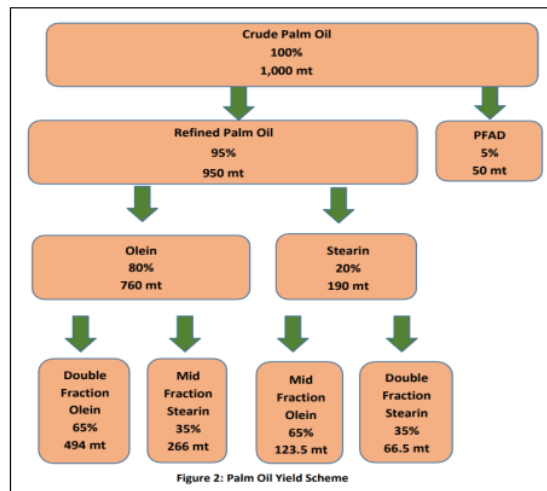 Crude Palm Oil
100%
1,000 mt
Refined Palm Oil
95%
950 mt
PFAD
5%
50 mt
Olein
80%
760 mt
Stearin
20%
190 mt
Double
Fraction
Olein
65%
494 mt
Mid
Fraction
Stearin
35%
266 mt
Mid
Fraction
Olein
65%
123.5 mt
Double
Fraction
Stearin
35%
66.5 mt
Figure 2: Palm Oil Yield Scheme